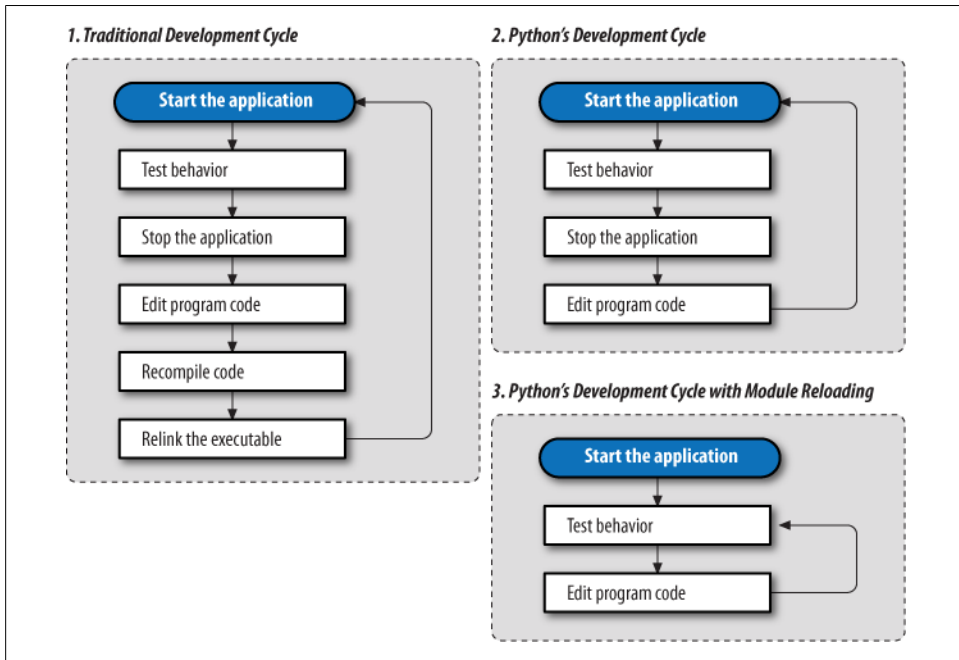 1. Traditional Development Cycle
Start the application
Test behavior
Stop the application
Edit program code
Recompile code
Relink the executable
2. Python's Development Cycle
Start the application
Test behavior
Stop the application
Edit program code
3. Python's Development Cycle with Module Reloading
Start the application
Test behavior
Edit program code